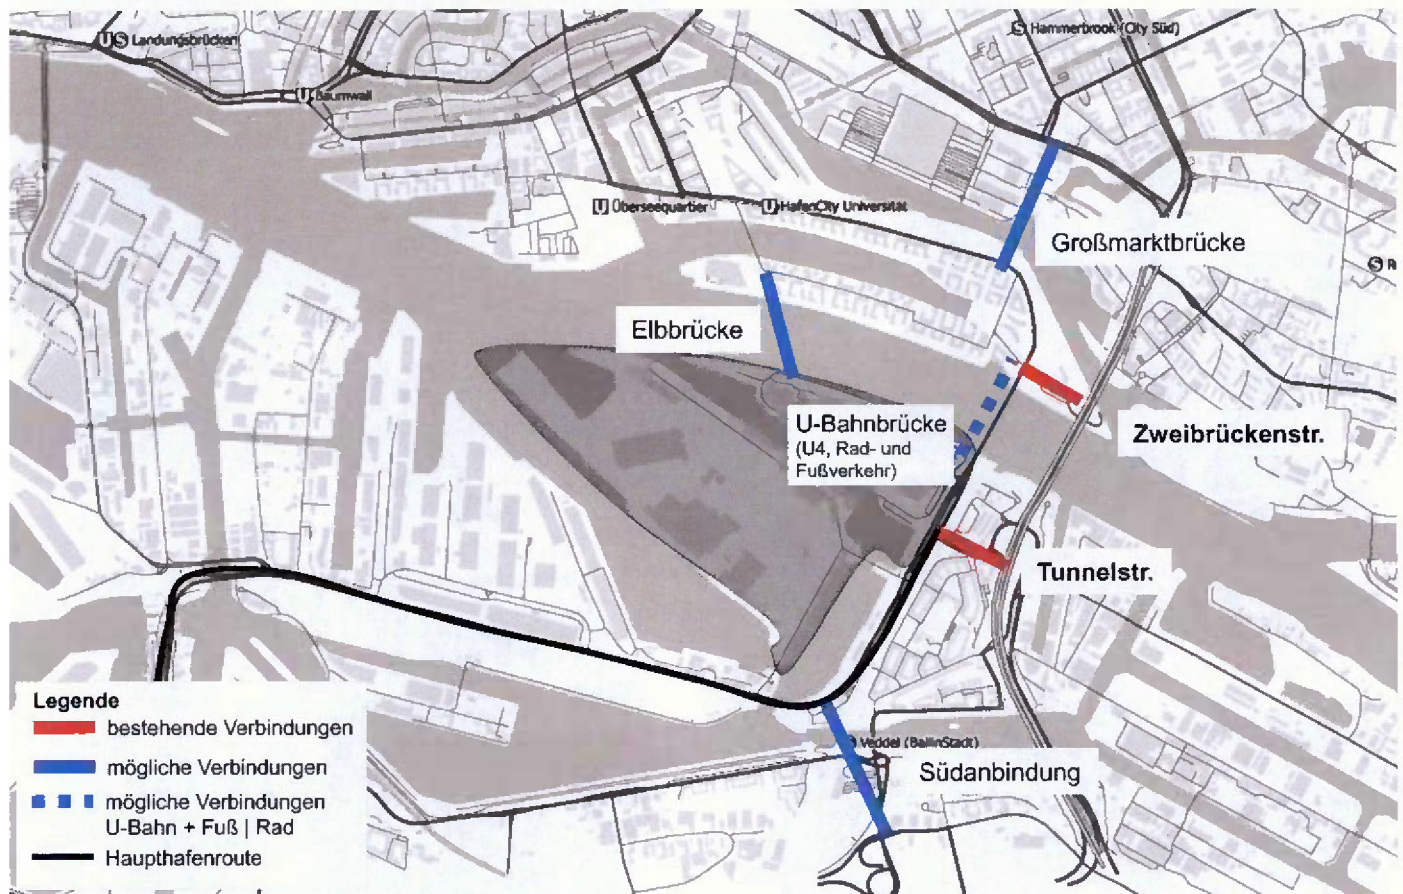 Landungsbrücken
Baumwall
Hammerbrook (City Süd)
Überseequartier
HafenCity Universität
Großmarktbrücke
Elbbrücke
U-Bahnbrücke
(U4, Rad- und
Fußverkehr)
Zweibrückenstr.
Tunnelstr.
Veddel (BallinStadt)
Südanbindung
Legende
bestehende Verbindungen
mögliche Verbindungen
mögliche Verbindungen
U-Bahn + Fuß | Rad
Haupthafenroute